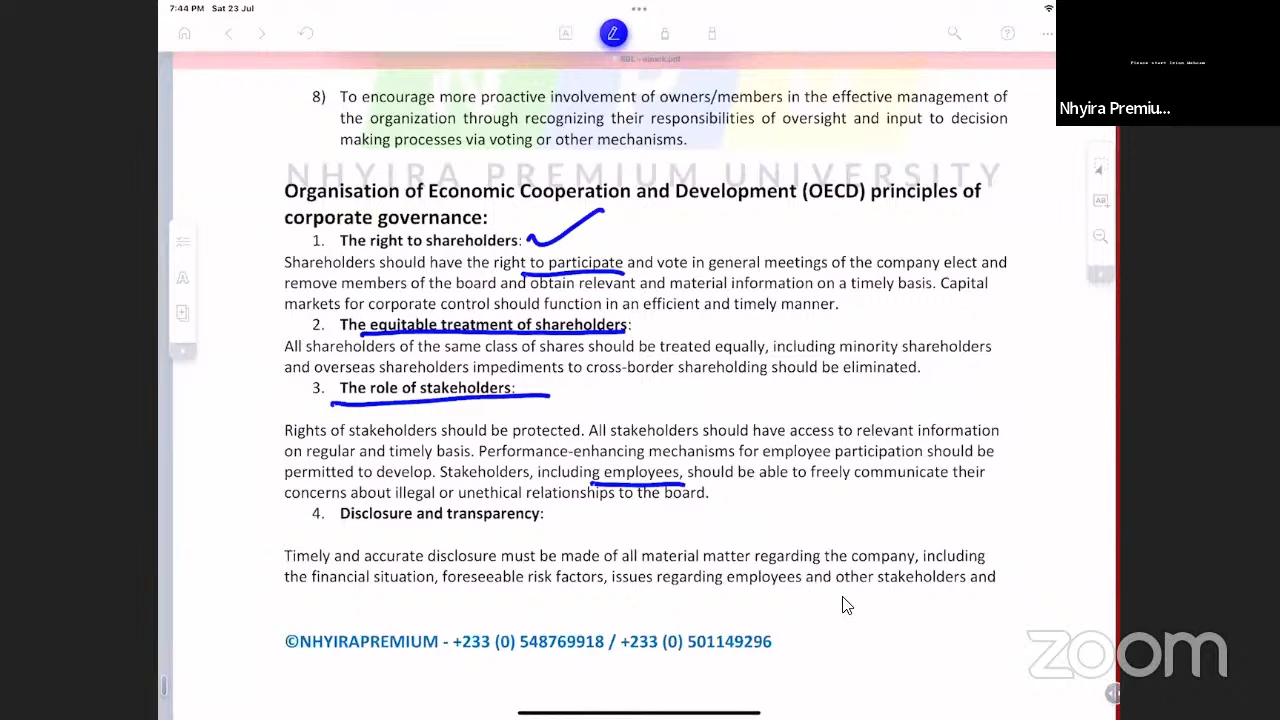 7:44 PM Sat 23 Jul
Nhyira Premiu...
8) To encourage more proactive involvement of owners/members in the effective management of
the organization through recognizing their responsibilities of oversight and input to decision
making processes via voting or other mechanisms.
NHYIRA PREMIUM UNIVERSITY
Organisation of Economic Cooperation and Development (OECD) principles of
corporate governance:
1. The right to shareholders:
Shareholders should have the right to participate and vote in general meetings of the company elect and
remove members of the board and obtain relevant and material information on a timely basis. Capital
markets for corporate control should function in an efficient and timely manner.
2. The equitable treatment of shareholders:
All shareholders of the same class of shares should be treated equally, including minority shareholders
and overseas shareholders impediments to cross-border shareholding should be eliminated.
3. The role of stakeholders:
Rights of stakeholders should be protected. All stakeholders should have access to relevant information
on regular and timely basis. Performance-enhancing mechanisms for employee participation should be
permitted to develop. Stakeholders, including employees, should be able to freely communicate their
concerns about illegal or unethical relationships to the board.
4. Disclosure and transparency:
Timely and accurate disclosure must be made of all material matter regarding the company, including
the financial situation, foreseeable risk factors, issues regarding employees and other stakeholders and
©NHYIRAPREMIUM - +233 (0) 548769918 / +233 (0) 501149296
zoom